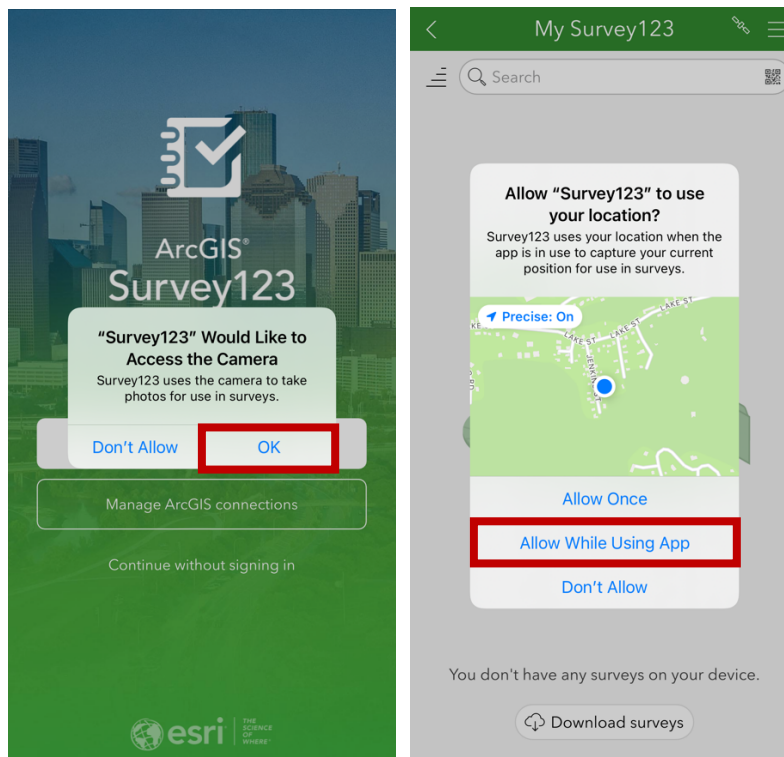 ArcGIS®
Survey123
“Survey123” Would Like to
Access the Camera
Survey123 uses the camera to take
photos for use in surveys.
Don’t Allow
OK
Manage ArcGIS connections
Continue without signing in
esri
THE
SCIENCE
OF
WHERE®
My Survey123
Search
Allow “Survey123” to use
your location?
Survey123 uses your location when the
app is in use to capture your current
position for use in surveys.
Precise: On
LAKE ST
LAKE ST
LAKE ST
Allow Once
Allow While Using App
Don’t Allow
You don't have any surveys on your device.
Download surveys